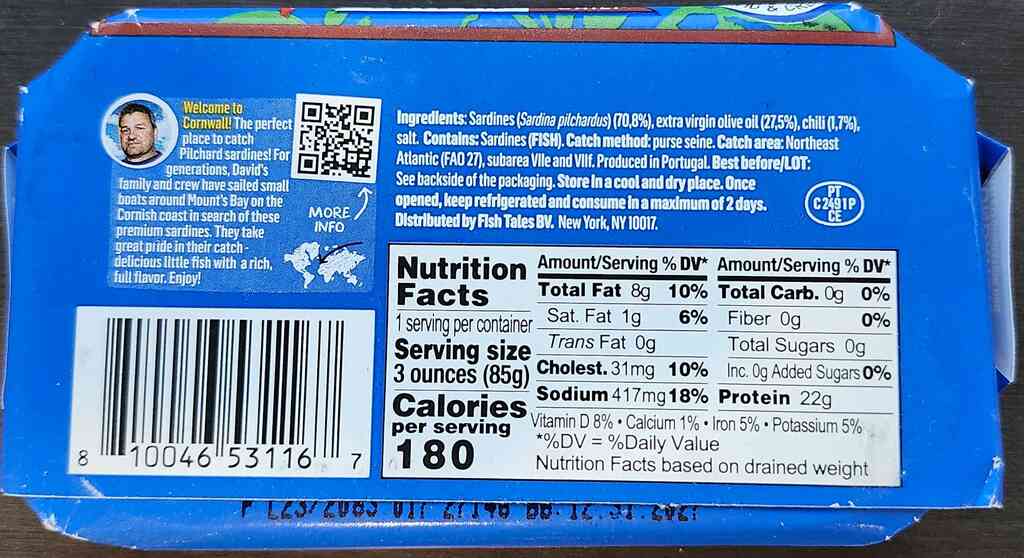 Welcome to
Cornwall! The perfect
place to catch
Pilchard sardines! For
generations, David's
family and crew have sailed small
boats around Mount's Bay on the
Cornish coast in search of these
premium sardines. They take
great pride in their catch -
delicious little fish with a rich,
full flavor. Enjoy!
MORE
INFO
Ingredients: Sardines (Sardina pilchardus) (70,8%), extra virgin olive oil (27,5%), chili (1,7%),
salt. Contains: Sardines (FISH). Catch method: purse seine. Catch area: Northeast
Atlantic (FAO 27), subarea VIIe and VIIf. Produced in Portugal. Best before/LOT:
See backside of the packaging. Store in a cool and dry place. Once
opened, keep refrigerated and consume in a maximum of 2 days.
Distributed by Fish Tales BV. New York, NY 10017.
PT
C2491P
CE
Nutrition
Facts
1 serving per container
Serving size
3 ounces (85g)
Calories
per serving
180
Amount/Serving % DV*
Total Fat 8g 10%
Sat. Fat 1g 6%
Trans Fat 0g
Cholest. 31mg 10%
Sodium 417mg 18%
Amount/Serving % DV*
Total Carb. 0g 0%
Fiber 0g 0%
Total Sugars 0g
Inc. 0g Added Sugars 0%
Protein 22g
Vitamin D 8% • Calcium 1% • Iron 5% • Potassium 5%
*%DV = %Daily Value
Nutrition Facts based on drained weight
8 10046 53116 7